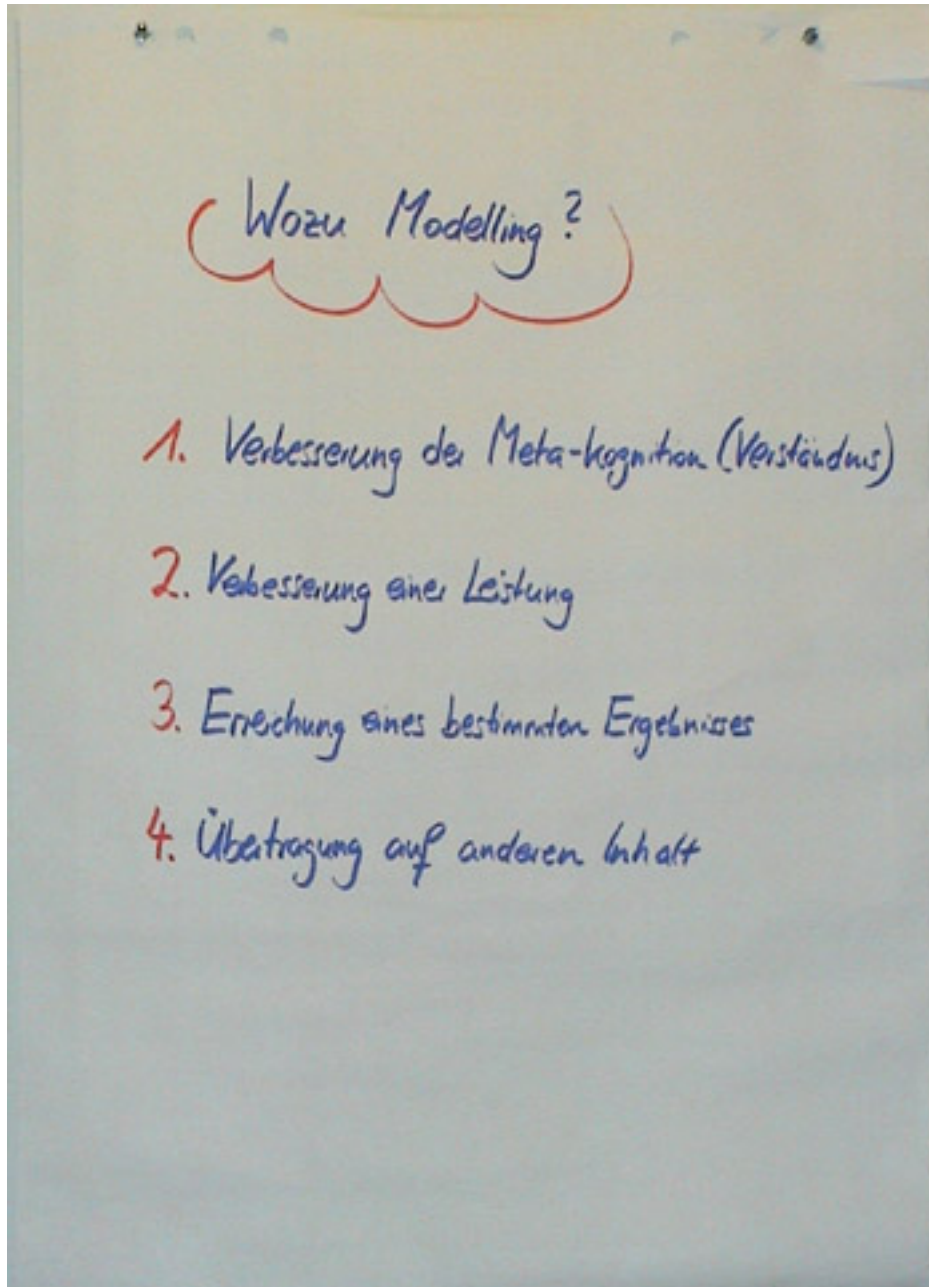 Wozu Modelling?
1. Verbesserung der Meta-Kognition (Verständnis)
2. Verbesserung einer Leistung
3. Erreichung eines bestimmten Ergebnisses
4. Übertragung auf anderen Inhalt